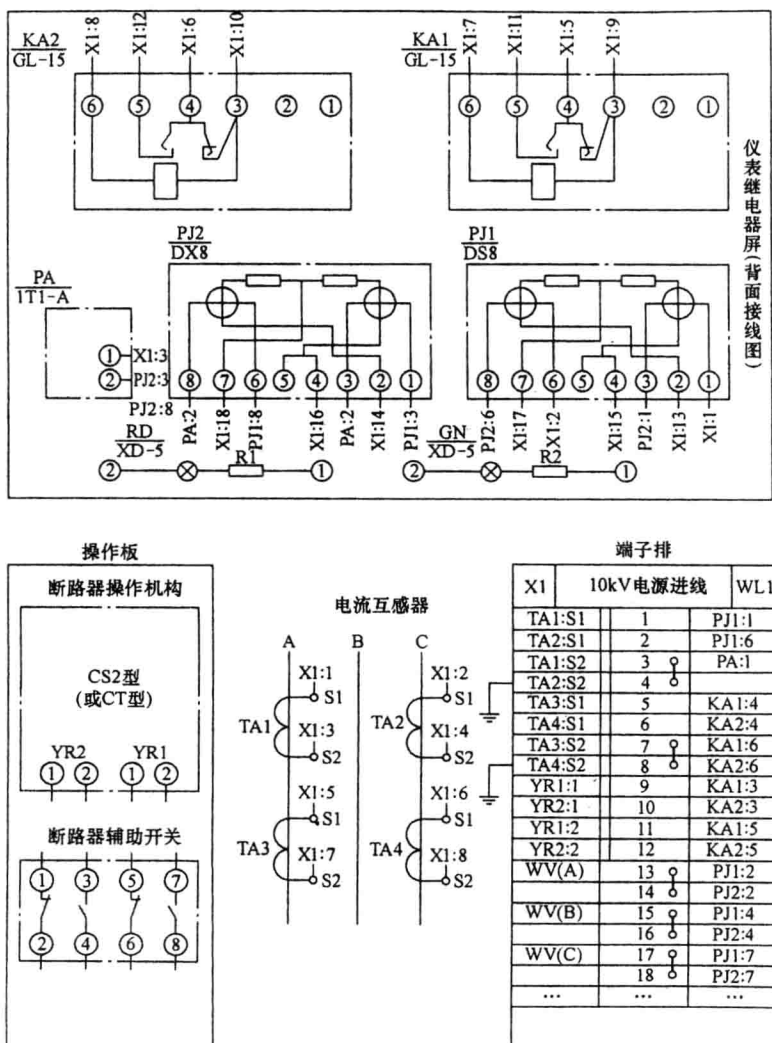 KA2
GL-15
X1:8
X1:12
X1:6
X1:10
⑥ ⑤ ④ ③ ② ①
KA1
GL-15
X1:7
X1:11
X1:5
X1:9
⑥ ⑤ ④ ③ ② ①
仪表继电器屏(背面接线图)
PA
1T1-A
① X1:3
② PJ2:3
PJ2:8
PJ2
DX8
⑧ ⑦ ⑥ ⑤ ④ ③ ② ①
PA:2
X1:18
PJ1:8
X1:16
PA:2
X1:14
PJ1:3
PJ1
DS8
⑧ ⑦ ⑥ ⑤ ④ ③ ② ①
PJ2:6
X1:17
X1:2
X1:15
PJ2:1
X1:13
X1:1
RD
XD-5
② R1 ①
GN
XD-5
② R2 ①
操作板
断路器操作机构
CS2型
(或CT型)
YR2 YR1
① ② ① ②
断路器辅助开关
① ③ ⑤ ⑦
② ④ ⑥ ⑧
电流互感器
A B C
X1:1
S1
TA1
X1:3
S2
X1:2
S1
TA2
X1:4
S2
X1:5
S1
TA3
X1:7
S2
X1:6
S1
TA4
X1:8
S2
端子排
X1 10kV电源进线 WL1
TA1:S1 1 PJ1:1
TA2:S1 2 PJ1:6
TA1:S2 3 PA:1
TA2:S2 4
TA3:S1 5 KA1:4
TA4:S1 6 KA2:4
TA3:S2 7 KA1:6
TA4:S2 8 KA2:6
YR1:1 9 KA1:3
YR2:1 10 KA2:3
YR1:2 11 KA1:5
YR2:2 12 KA2:5
WV(A) 13 PJ1:2
14 PJ2:2
WV(B) 15 PJ1:4
16 PJ2:4
WV(C) 17 PJ1:7
18 PJ2:7
… … …